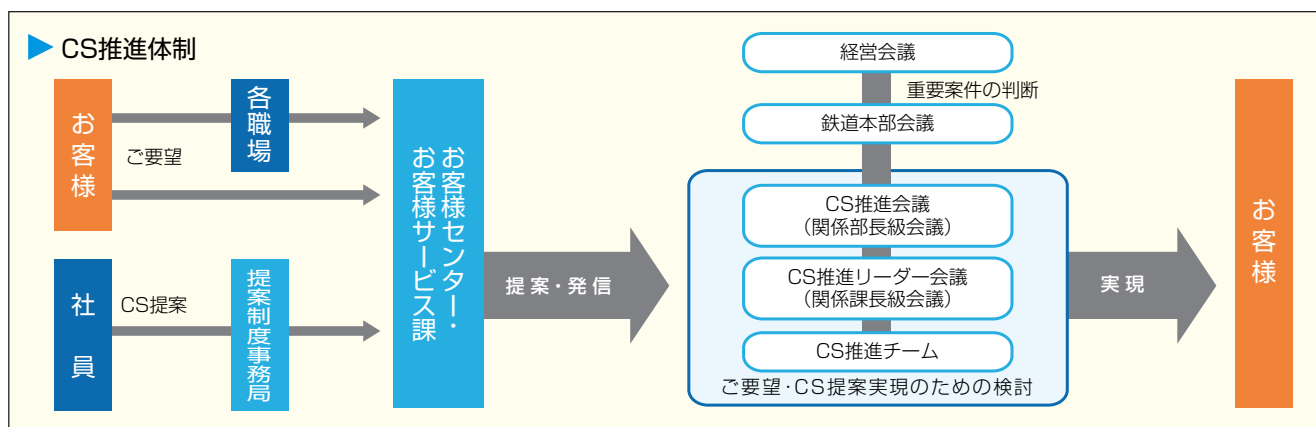 CS推進体制
お客様
ご要望
各職場
社員
CS提案
提案制度事務局
お客様センター・
お客様サービス課
提案・発信
経営会議
重要案件の判断
鉄道本部会議
CS推進会議
（関係部長級会議）
CS推進リーダー会議
（関係課長級会議）
CS推進チーム
ご要望・CS提案実現のための検討
実現
お客様